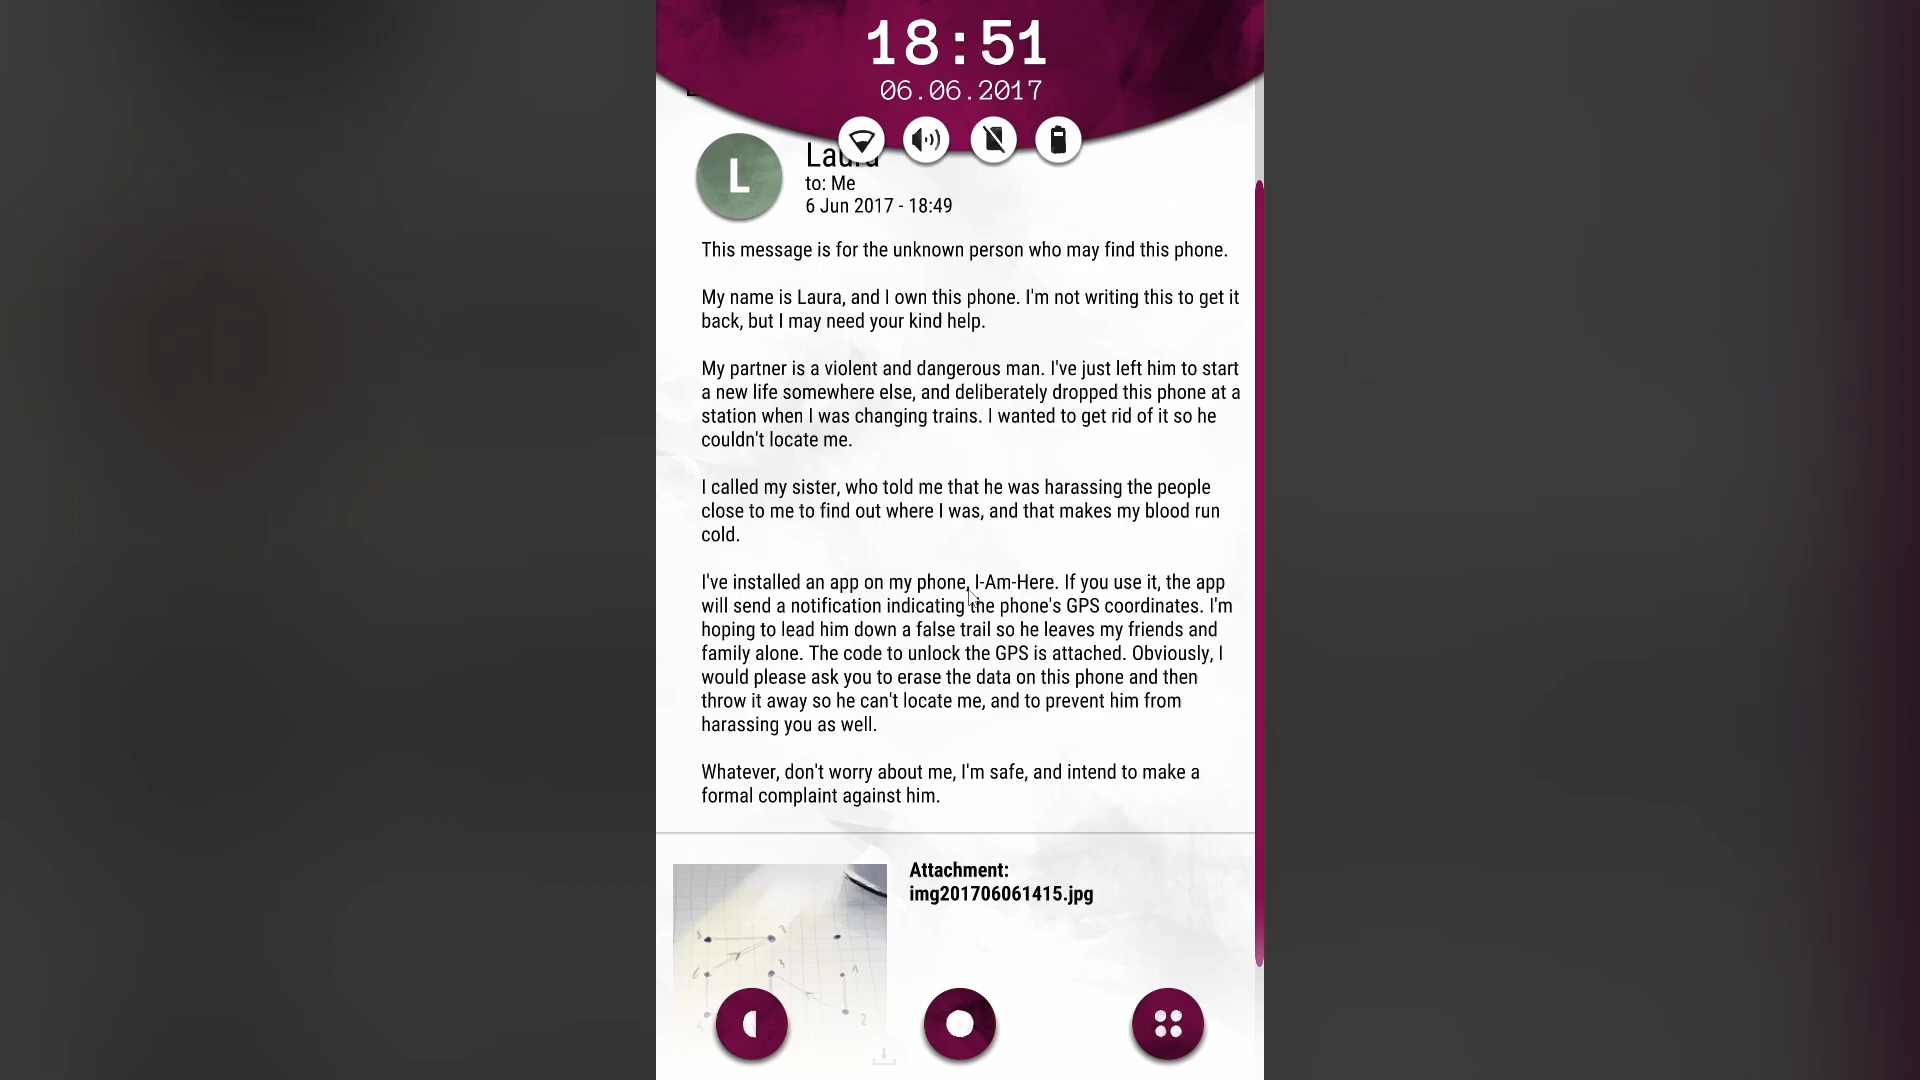 18:51
06.06.2017
L
Laura
to: Me
6 Jun 2017 - 18:49
This message is for the unknown person who may find this phone.
My name is Laura, and I own this phone. I'm not writing this to get it
back, but I may need your kind help.
My partner is a violent and dangerous man. I've just left him to start
a new life somewhere else, and deliberately dropped this phone at a
station when I was changing trains. I wanted to get rid of it so he
couldn't locate me.
I called my sister, who told me that he was harassing the people
close to me to find out where I was, and that makes my blood run
cold.
I've installed an app on my phone, I-Am-Here. If you use it, the app
will send a notification indicating the phone's GPS coordinates. I'm
hoping to lead him down a false trail so he leaves my friends and
family alone. The code to unlock the GPS is attached. Obviously, I
would please ask you to erase the data on this phone and then
throw it away so he can't locate me, and to prevent him from
harassing you as well.
Whatever, don't worry about me, I'm safe, and intend to make a
formal complaint against him.
Attachment:
img201706061415.jpg
8 7
6 3 1
5 2